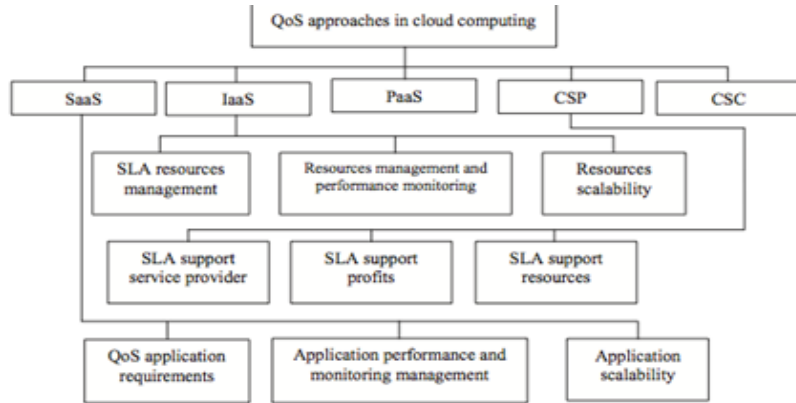 QoS approaches in cloud computing
SaaS
IaaS
PaaS
CSP
CSC
SLA resources
management
Resources management and
performance monitoring
Resources
scalability
SLA support
service provider
SLA support
profits
SLA support
resources
QoS application
requirements
Application performance and
monitoring management
Application
scalability